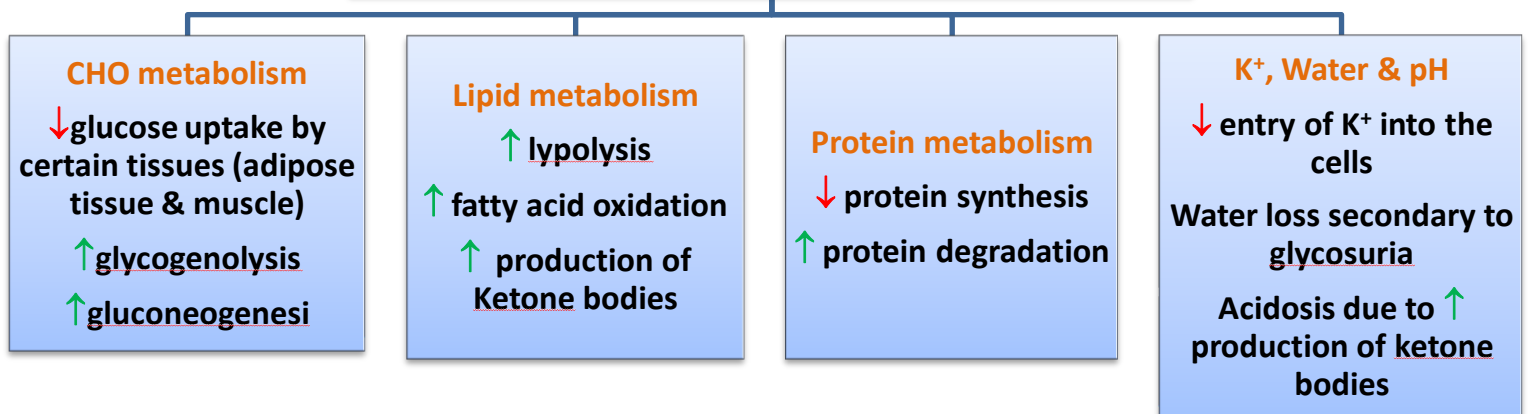 CHO metabolism
↓glucose uptake by
certain tissues (adipose
tissue & muscle)
↑glycogenolysis
↑gluconeogenesi
Lipid metabolism
↑ lypolysis
↑ fatty acid oxidation
↑ production of
Ketone bodies
Protein metabolism
↓ protein synthesis
↑ protein degradation
K⁺, Water & pH
↓ entry of K⁺ into the
cells
Water loss secondary to
glycosuria
Acidosis due to ↑
production of ketone
bodies